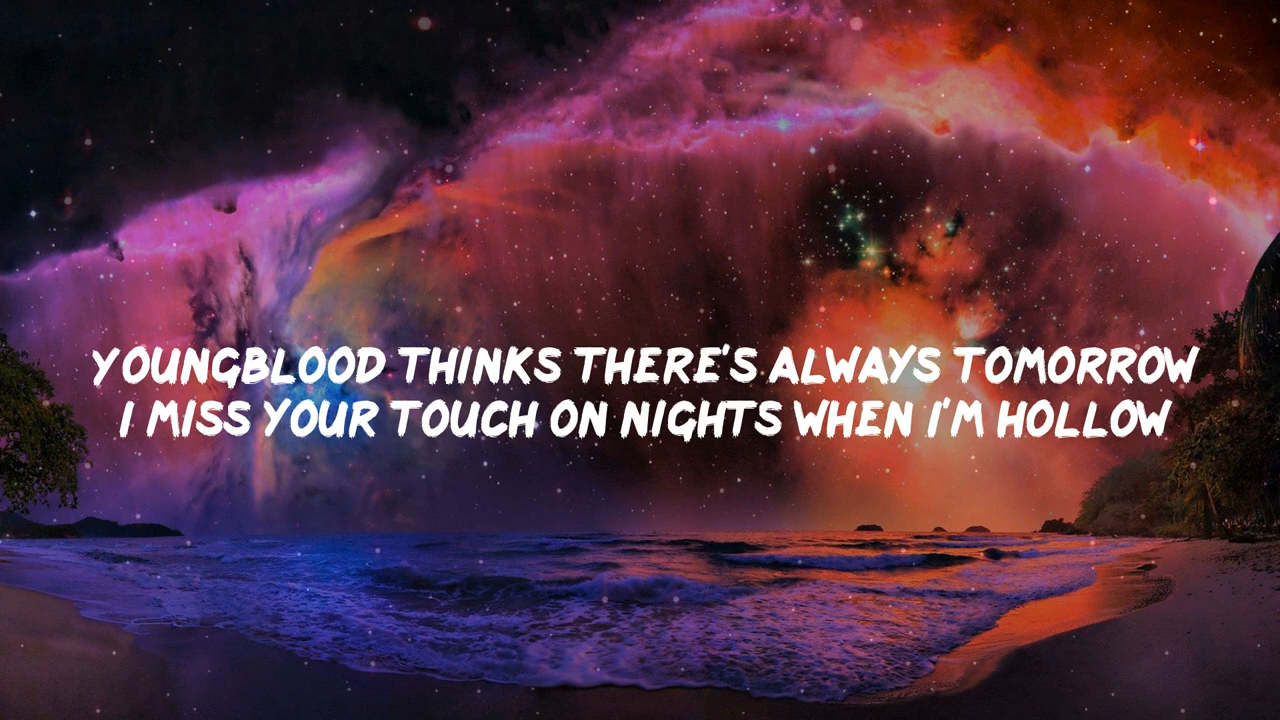 YOUNGBLOOD THINKS THERE'S ALWAYS TOMORROW
I MISS YOUR TOUCH ON NIGHTS WHEN I'M HOLLOW